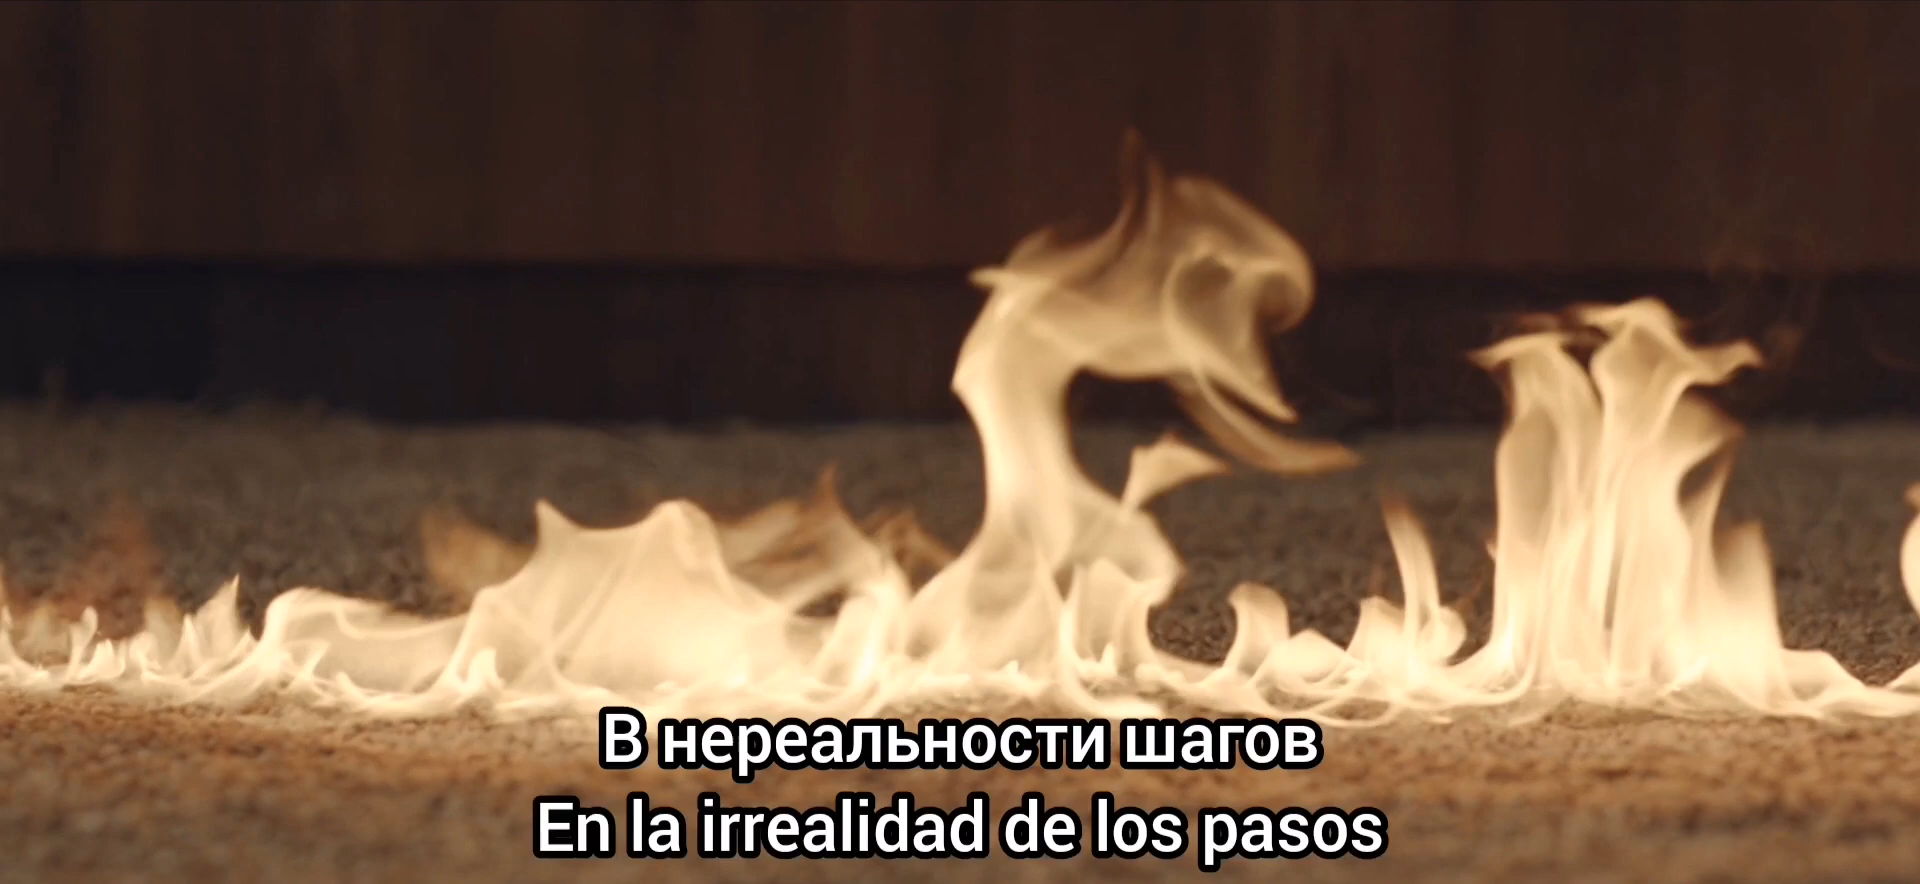 В нереальности шагов
En la irrealidad de los pasos